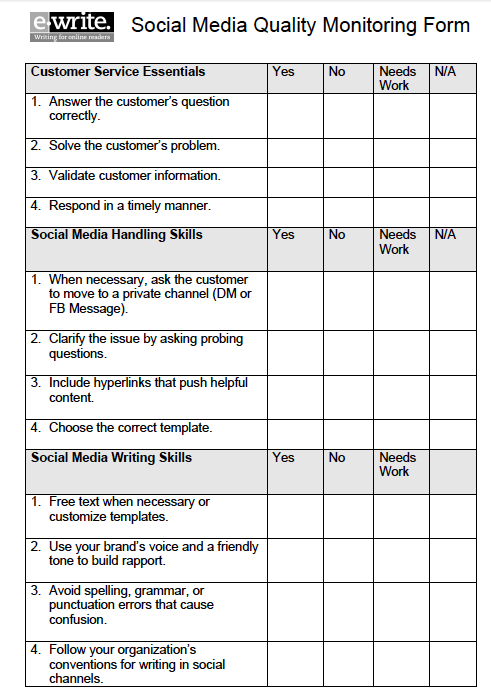 e·write.
Writing for online readers
Social Media Quality Monitoring Form
Customer Service Essentials Yes No Needs Work N/A
1. Answer the customer's question
correctly.
2. Solve the customer's problem.
3. Validate customer information.
4. Respond in a timely manner.
Social Media Handling Skills Yes No Needs Work N/A
1. When necessary, ask the customer
to move to a private channel (DM or
FB Message).
2. Clarify the issue by asking probing
questions.
3. Include hyperlinks that push helpful
content.
4. Choose the correct template.
Social Media Writing Skills Yes No Needs Work
1. Free text when necessary or
customize templates.
2. Use your brand's voice and a friendly
tone to build rapport.
3. Avoid spelling, grammar, or
punctuation errors that cause
confusion.
4. Follow your organization's
conventions for writing in social
channels.